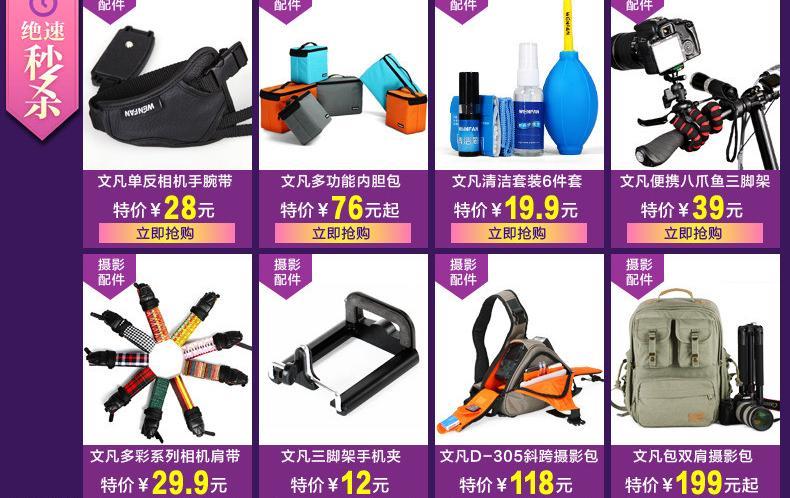 绝速
秒杀
配件
配件
配件
配件
WENFAN
WENFAN
WENFAN
WENFAN
文凡单反相机手腕带
文凡多功能内胆包
文凡清洁套装6件套
文凡便携八爪鱼三脚架
特价¥28元
特价¥76元起
特价¥19.9元
特价¥39元
立即抢购
立即抢购
立即抢购
立即抢购
摄影
配件
摄影
配件
摄影
配件
摄影
配件
文凡多彩系列相机肩带
文凡三脚架手机夹
文凡D-305斜跨摄影包
文凡包双肩摄影包
特价¥29.9元
特价¥12元
特价¥118元
特价¥199元起